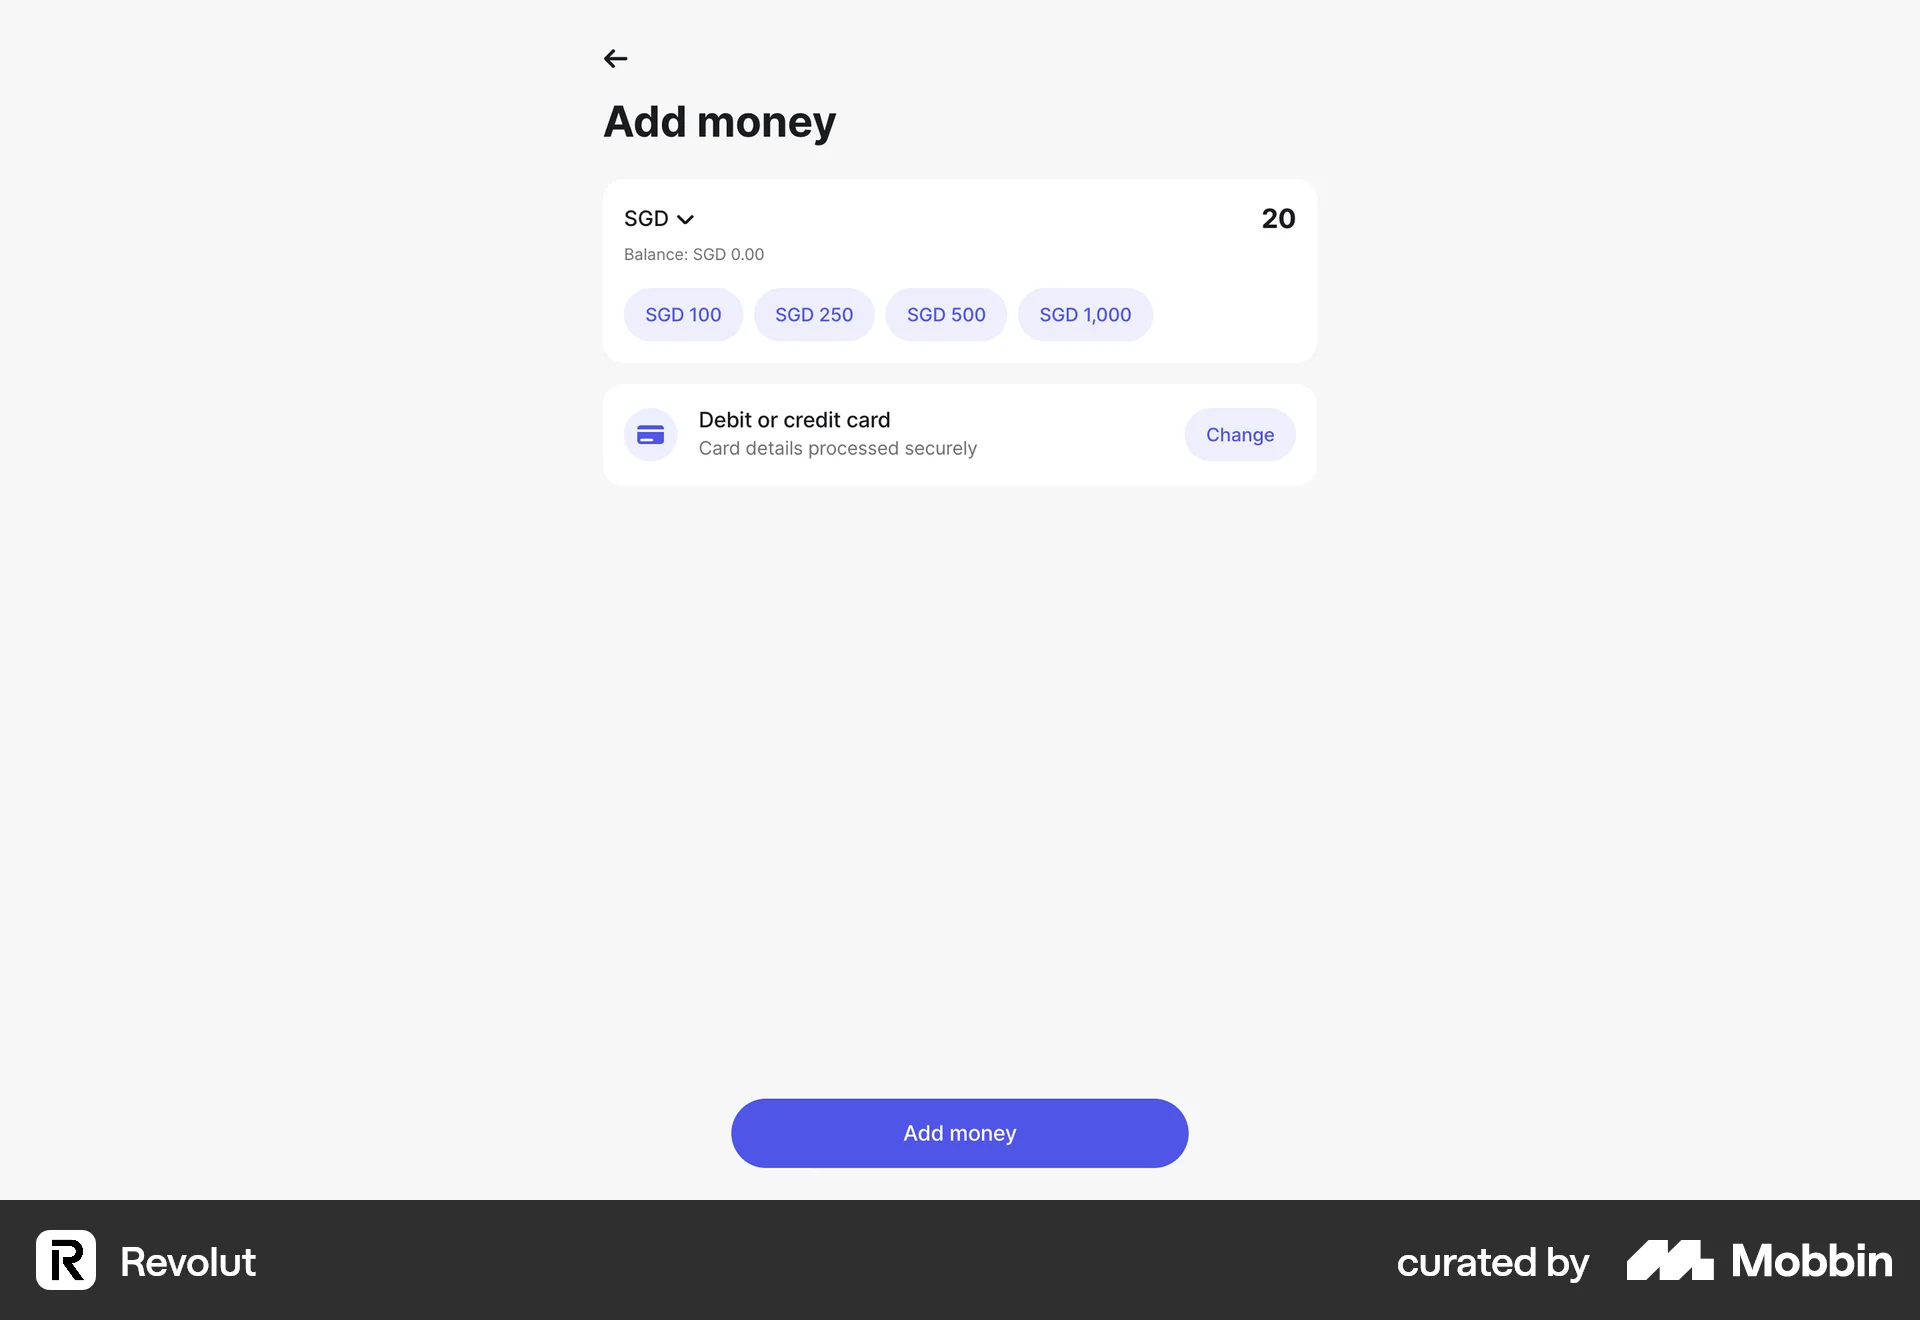 Add money
SGD 20
Balance: SGD 0.00
SGD 100 SGD 250 SGD 500 SGD 1,000
Debit or credit card
Card details processed securely
Change
Add money
Revolut curated by Mobbin